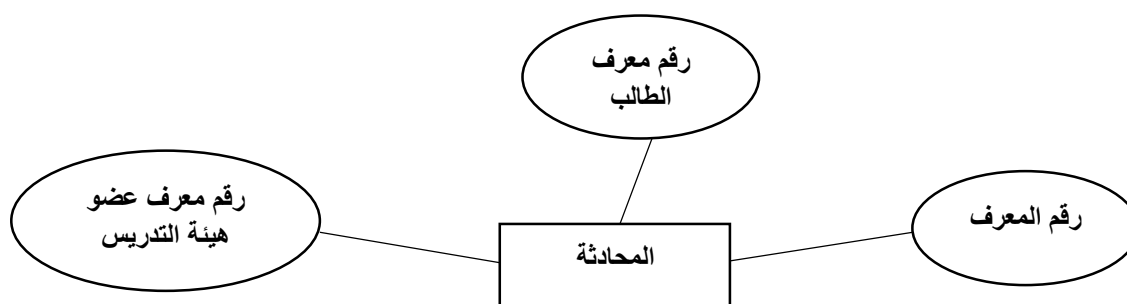 رقم معرف
الطالب
رقم المعرف
رقم معرف عضو
هيئة التدريس
المحادثة